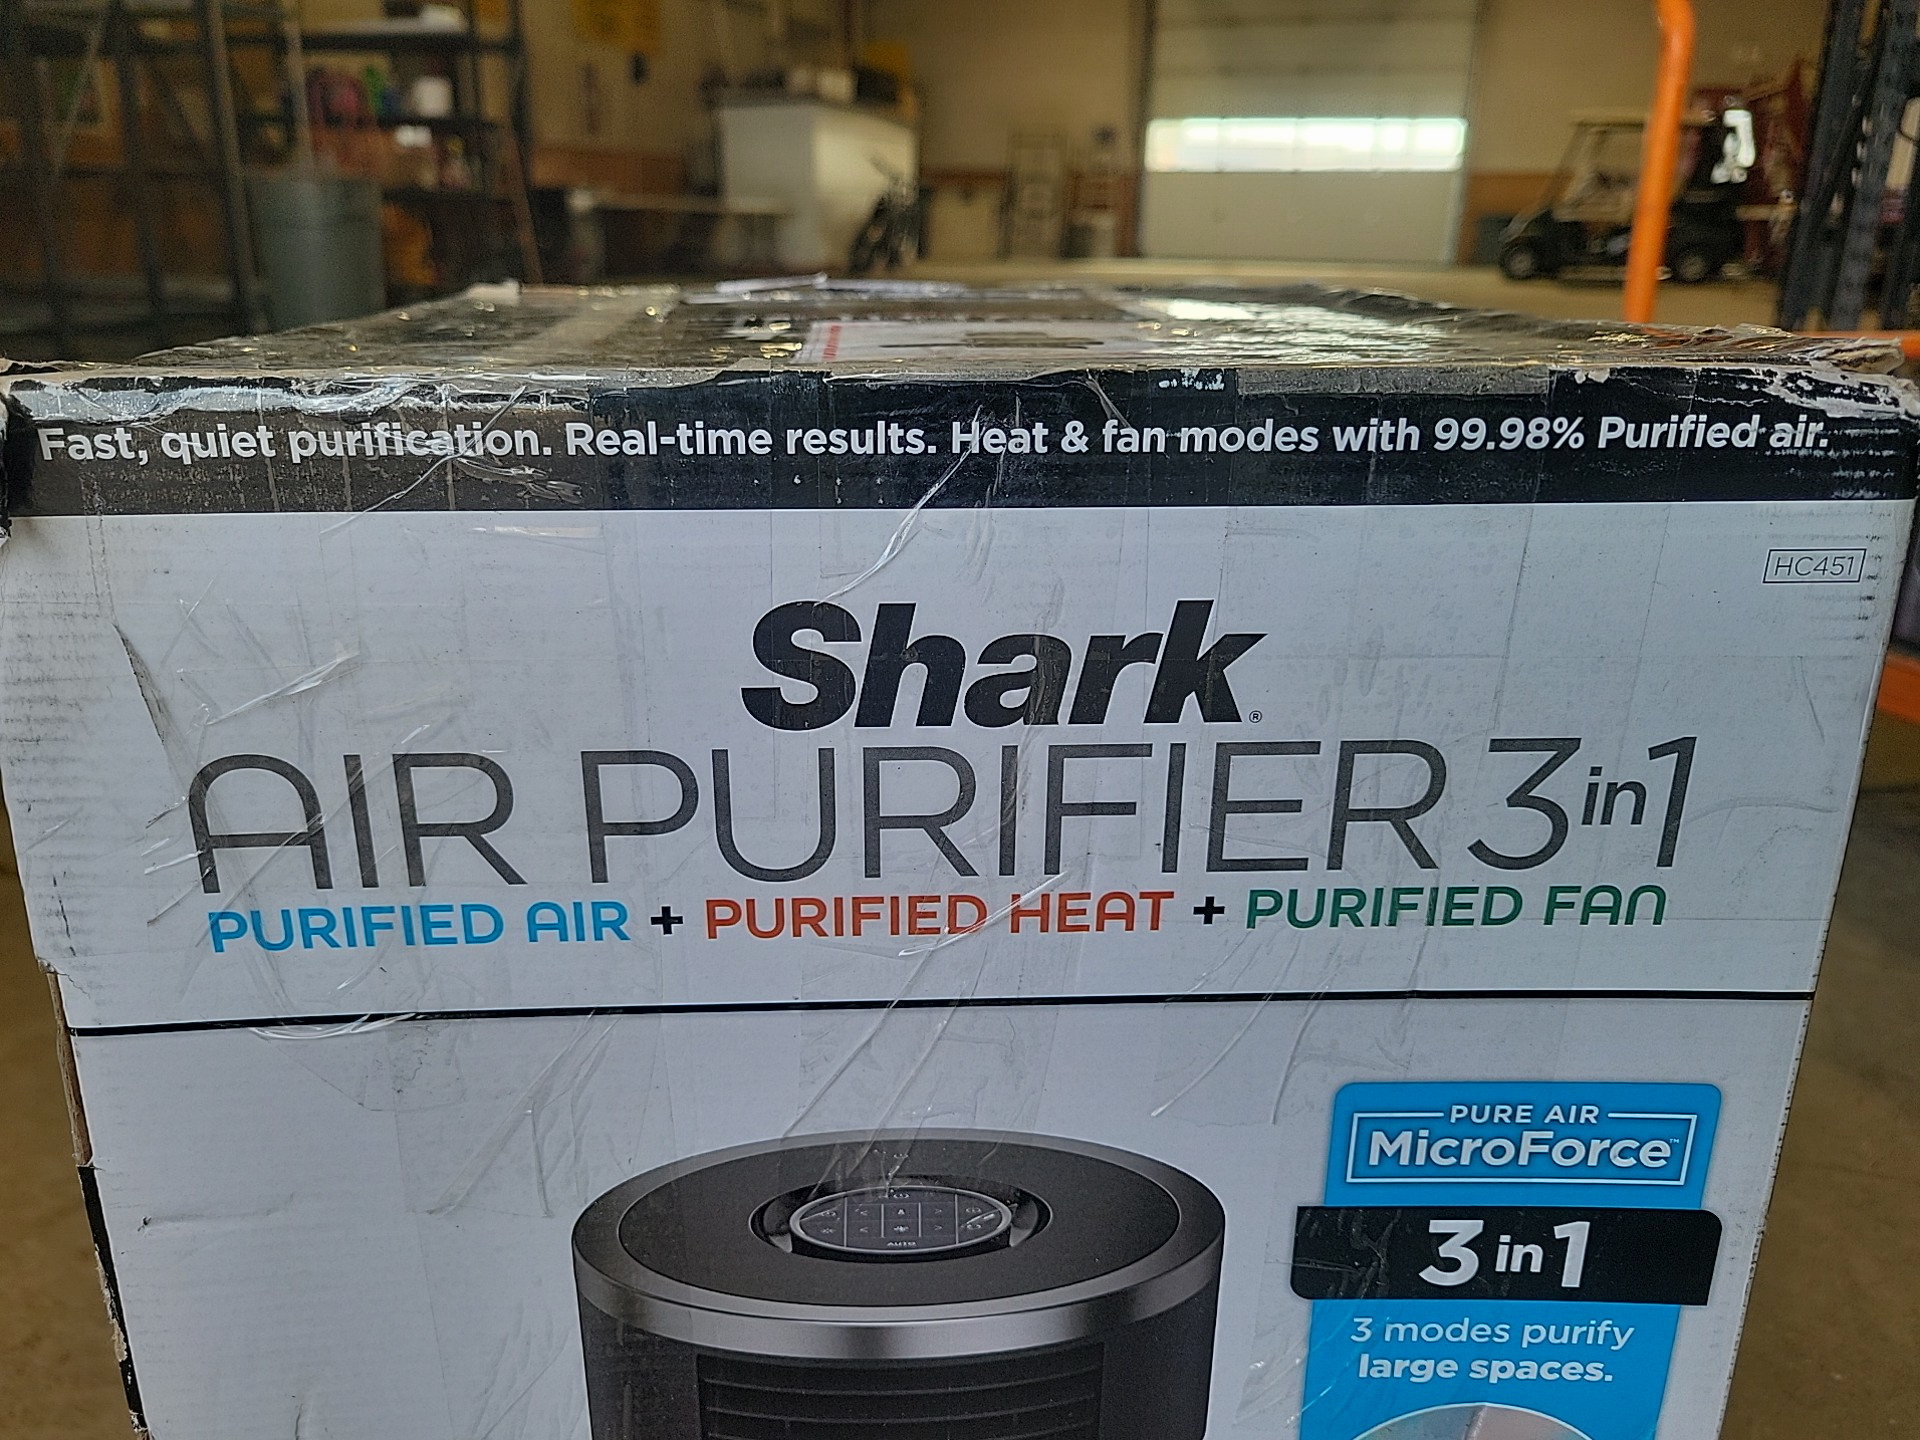 Fast, quiet purification. Real-time results. Heat & fan modes with 99.98% Purified air.
HC451
Shark®
AIR PURIFIER 3in1
PURIFIED AIR + PURIFIED HEAT + PURIFIED FAN
PURE AIR
MicroForce™
3 in 1
3 modes purify
large spaces.
AUTO